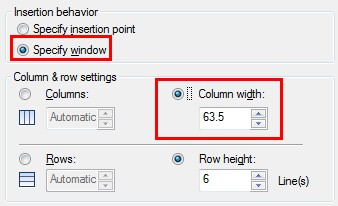 Insertion behavior
Specify insertion point
Specify window
Column & row settings
Columns:
Column width:
Automatic
63.5
Rows:
Row height:
Automatic
6
Line(s)